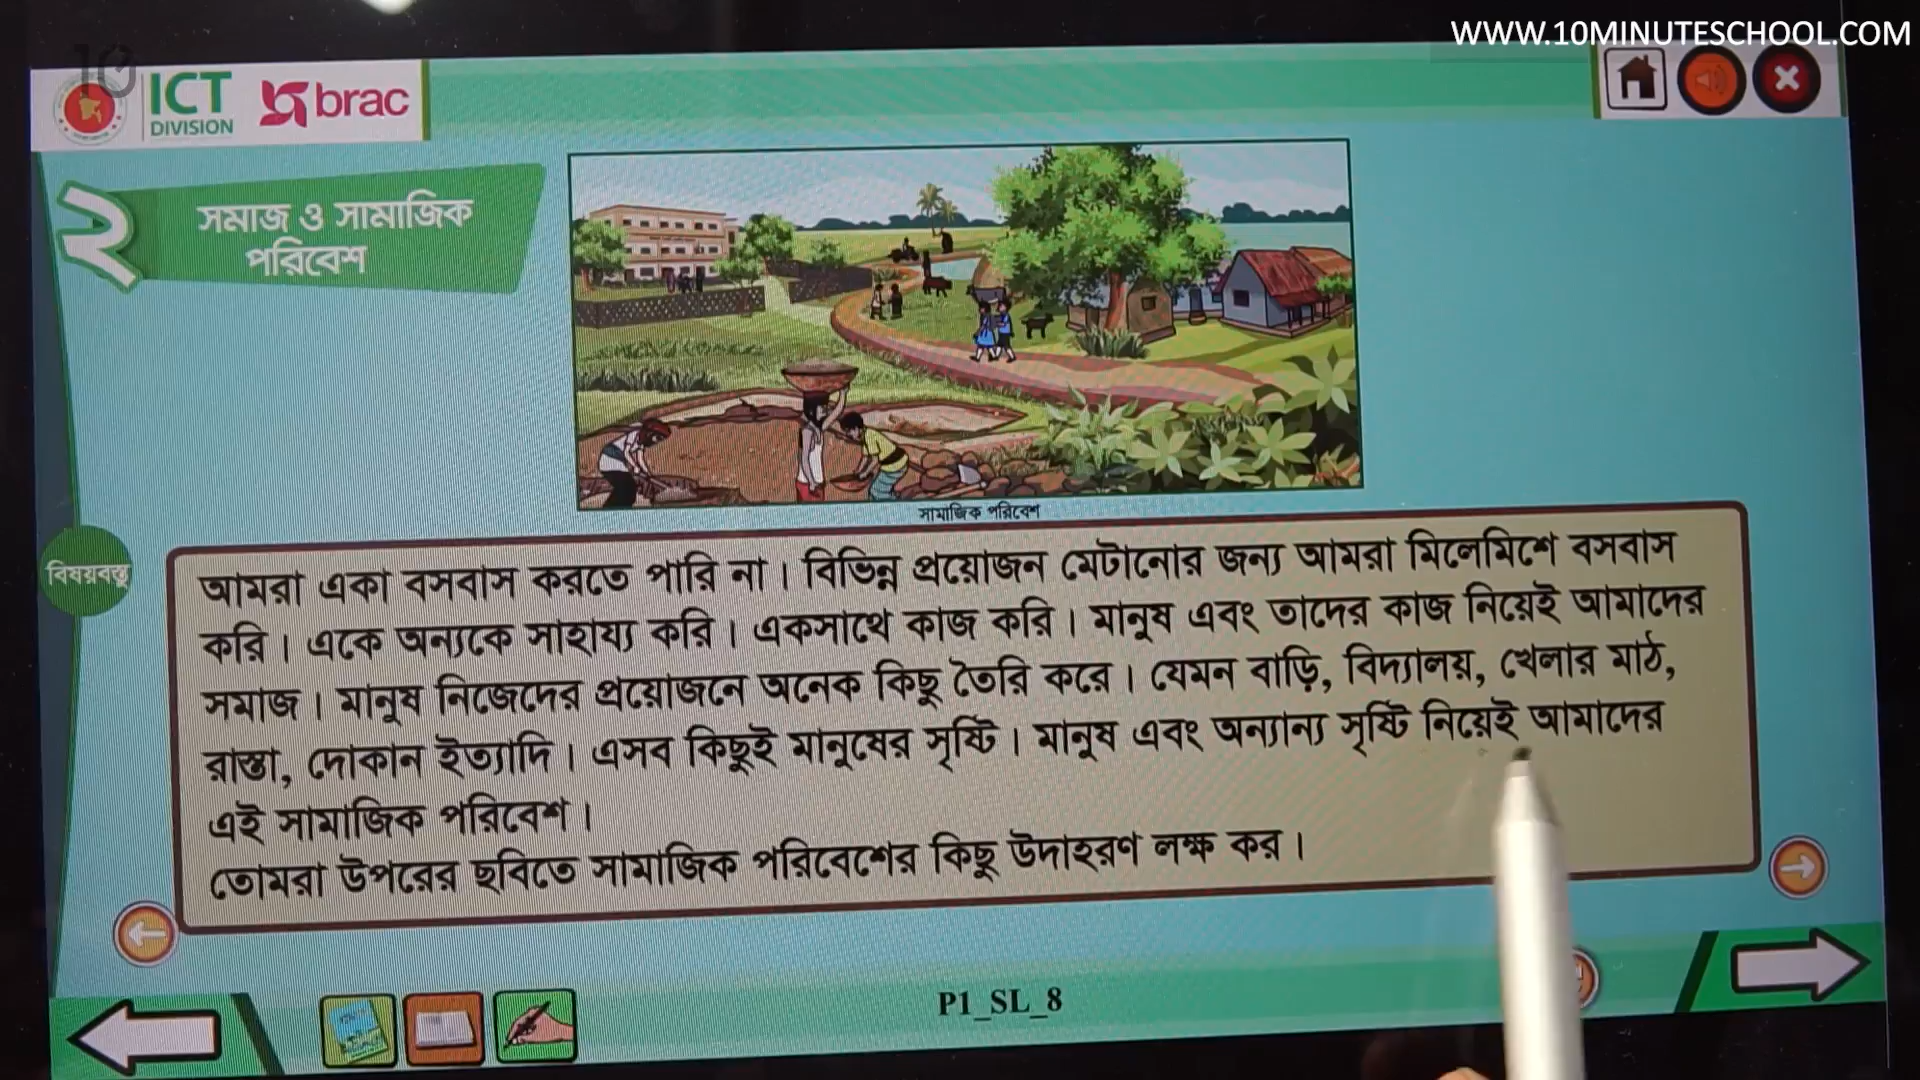 WWW.10MINUTESCHOOL.COM
10
ICT
DIVISION
brac
২
সমাজ ও সামাজিক
পরিবেশ
সামাজিক পরিবেশ
বিষয়বস্তু
আমরা একা বসবাস করতে পারি না। বিভিন্ন প্রয়োজন মেটানোর জন্য আমরা মিলেমিশে বসবাস
করি। একে অন্যকে সাহায্য করি। একসাথে কাজ করি। মানুষ এবং তাদের কাজ নিয়েই আমাদের
সমাজ। মানুষ নিজেদের প্রয়োজনে অনেক কিছু তৈরি করে। যেমন বাড়ি, বিদ্যালয়, খেলার মাঠ,
রাস্তা, দোকান ইত্যাদি। এসব কিছুই মানুষের সৃষ্টি। মানুষ এবং অন্যান্য সৃষ্টি নিয়েই আমাদের
এই সামাজিক পরিবেশ।
তোমরা উপরের ছবিতে সামাজিক পরিবেশের কিছু উদাহরণ লক্ষ কর।
P1_SL_8